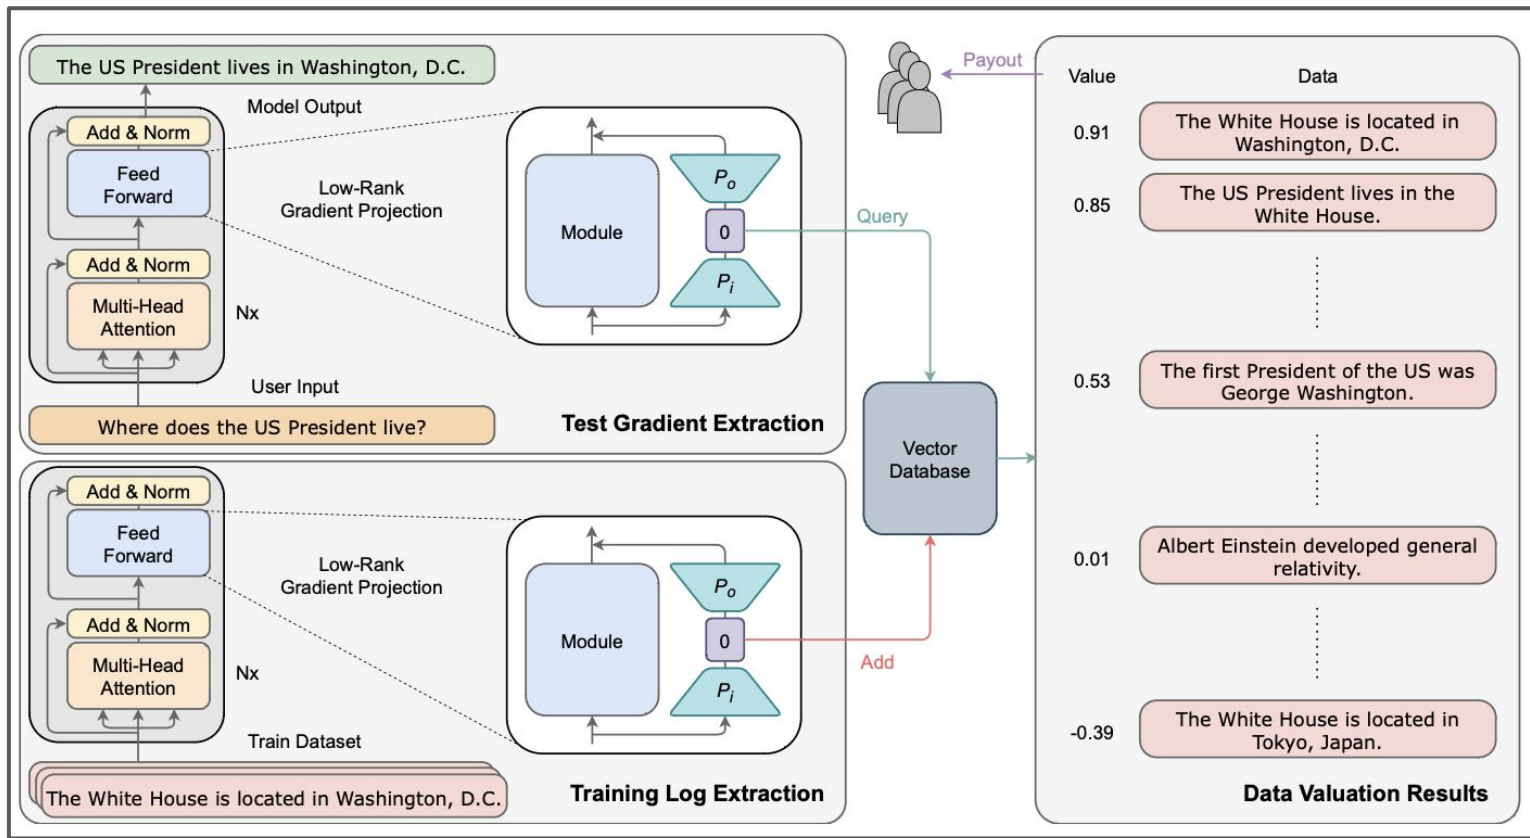 The US President lives in Washington, D.C.
Model Output
Add & Norm
Feed
Forward
Add & Norm
Multi-Head
Attention
Nx
User Input
Where does the US President live?
Low-Rank
Gradient Projection
Module
Po
0
Pi
Test Gradient Extraction
Add & Norm
Feed
Forward
Add & Norm
Multi-Head
Attention
Nx
Train Dataset
The White House is located in Washington, D.C.
Low-Rank
Gradient Projection
Module
Po
0
Pi
Training Log Extraction
Query
Add
Vector
Database
Payout
Value
Data
0.91
The White House is located in
Washington, D.C.
0.85
The US President lives in the
White House.
0.53
The first President of the US was
George Washington.
0.01
Albert Einstein developed general
relativity.
-0.39
The White House is located in
Tokyo, Japan.
Data Valuation Results